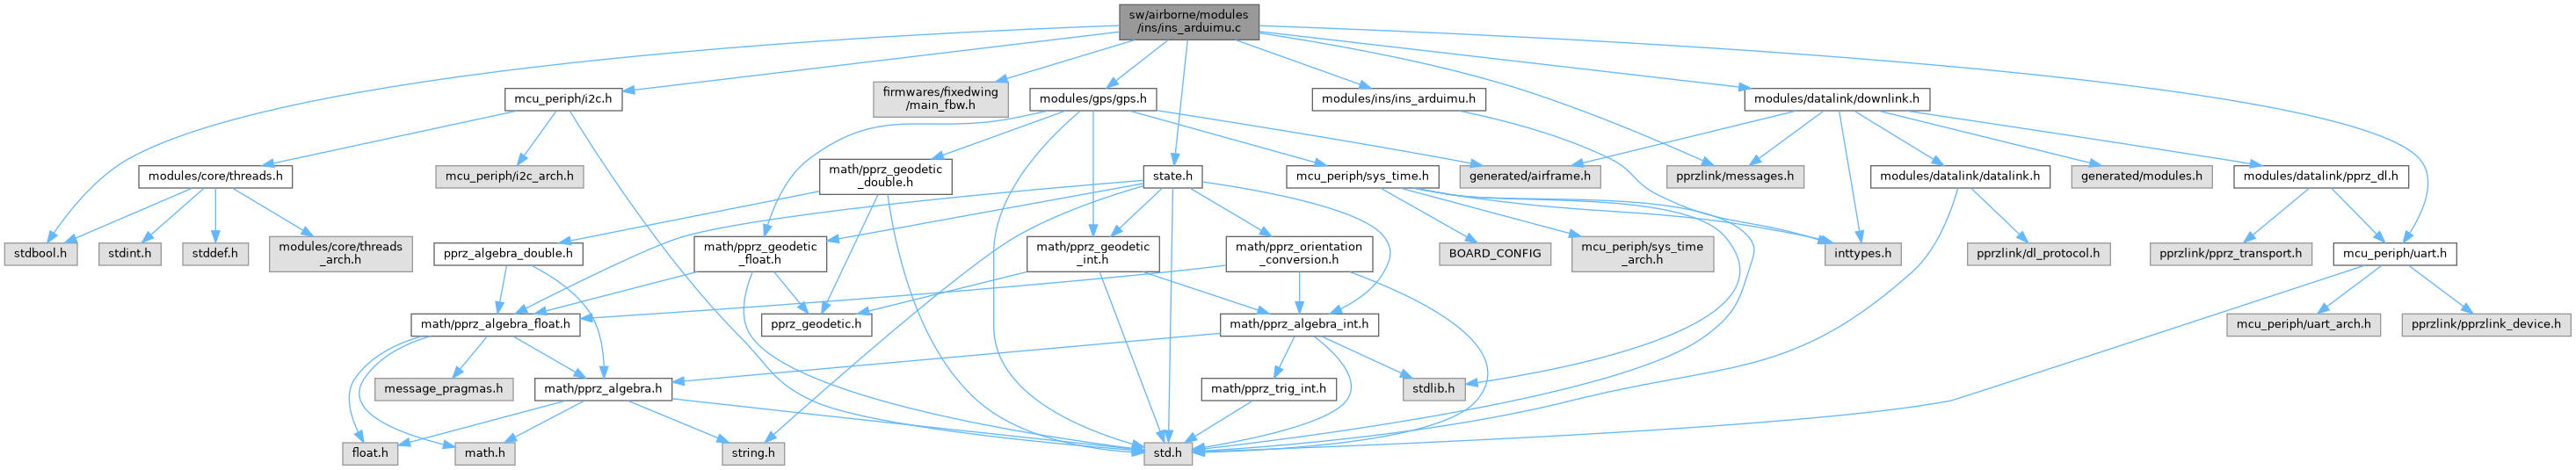 sw/airborne/modules
/ins/ins_arduimu.c
mcu_periph/i2c.h
firmwares/fixedwing
/main_fbw.h
modules/gps/gps.h
modules/ins/ins_arduimu.h
modules/datalink/downlink.h
modules/core/threads.h
mcu_periph/i2c_arch.h
math/pprz_geodetic
_double.h
state.h
mcu_periph/sys_time.h
generated/airframe.h
pprzlink/messages.h
modules/datalink/datalink.h
generated/modules.h
modules/datalink/pprz_dl.h
stdbool.h
stdint.h
stddef.h
modules/core/threads
_arch.h
pprz_algebra_double.h
math/pprz_geodetic
_float.h
math/pprz_geodetic
_int.h
math/pprz_orientation
_conversion.h
BOARD_CONFIG
mcu_periph/sys_time
_arch.h
inttypes.h
pprzlink/dl_protocol.h
pprzlink/pprz_transport.h
mcu_periph/uart.h
math/pprz_algebra_float.h
pprz_geodetic.h
math/pprz_algebra_int.h
mcu_periph/uart_arch.h
pprzlink/pprzlink_device.h
message_pragmas.h
math/pprz_algebra.h
math/pprz_trig_int.h
stdlib.h
float.h
math.h
string.h
std.h